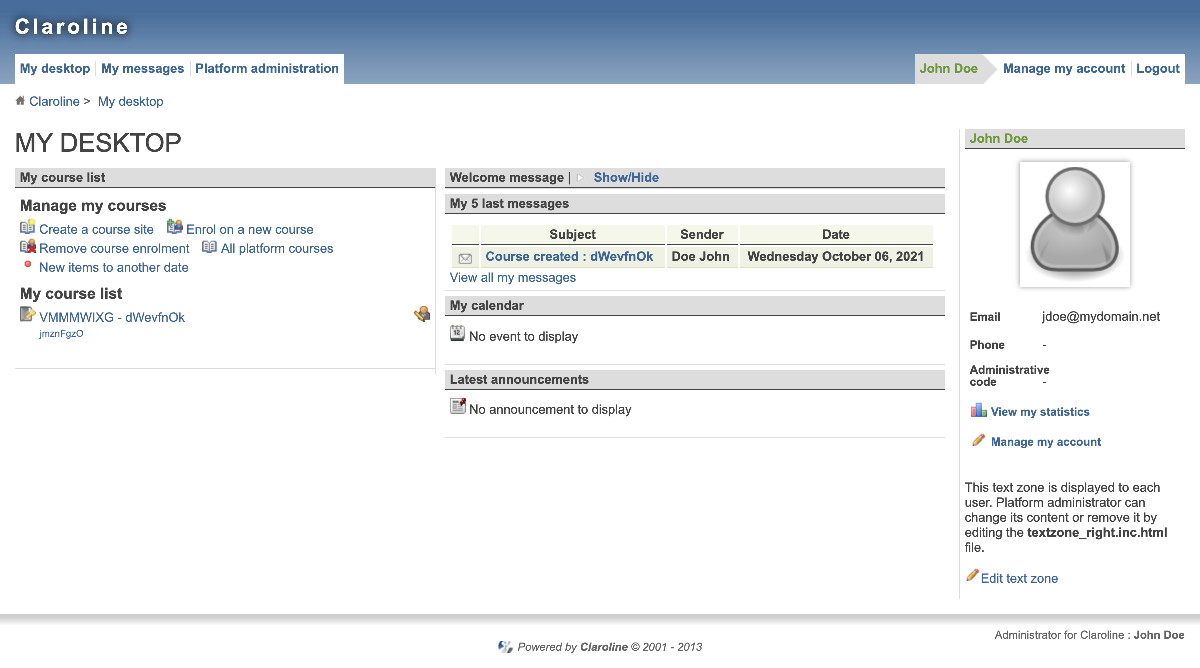 Claroline
My desktop My messages Platform administration
John Doe Manage my account Logout
Claroline > My desktop
MY DESKTOP
My course list
Manage my courses
Create a course site Enrol on a new course
Remove course enrolment All platform courses
New items to another date
My course list
VMMMWIXG - dWevfnOk
jmznFgzO
Welcome message | Show/Hide
My 5 last messages
Subject Sender Date
Course created : dWevfnOk Doe John Wednesday October 06, 2021
View all my messages
My calendar
12
No event to display
Latest announcements
No announcement to display
John Doe
Email jdoe@mydomain.net
Phone -
Administrative
code -
View my statistics
Manage my account
This text zone is displayed to each
user. Platform administrator can
change its content or remove it by
editing the textzone_right.inc.html
file.
Edit text zone
Administrator for Claroline : John Doe
Powered by Claroline © 2001 - 2013